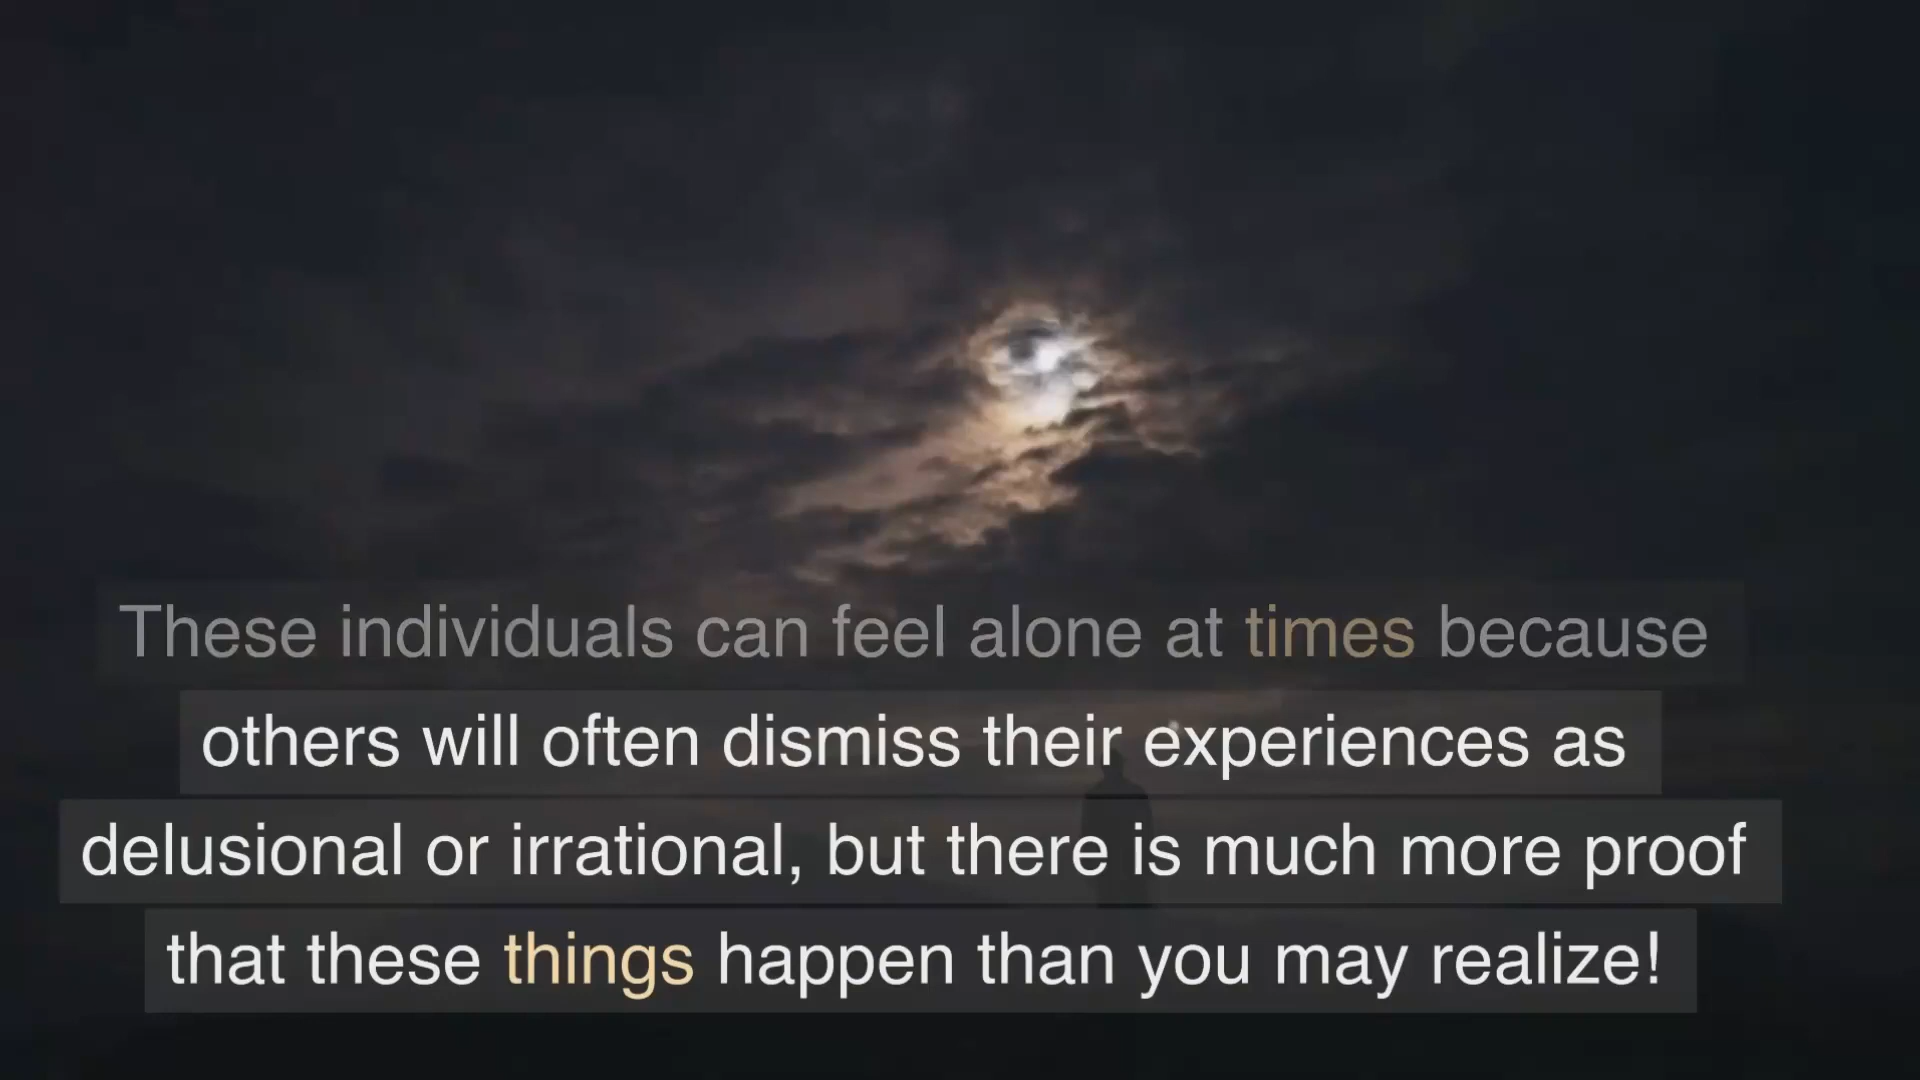 These individuals can feel alone at times because
others will often dismiss their experiences as
delusional or irrational, but there is much more proof
that these things happen than you may realize!